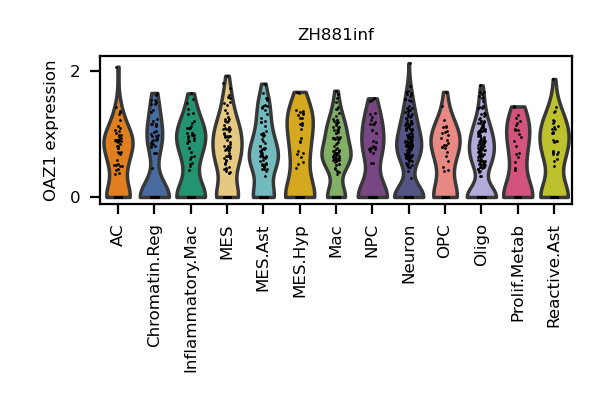 ZH881inf
OAZ1 expression
2
0
AC
Chromatin.Reg
Inflammatory.Mac
MES
MES.Ast
MES.Hyp
Mac
NPC
Neuron
OPC
Oligo
Prolif.Metab
Reactive.Ast